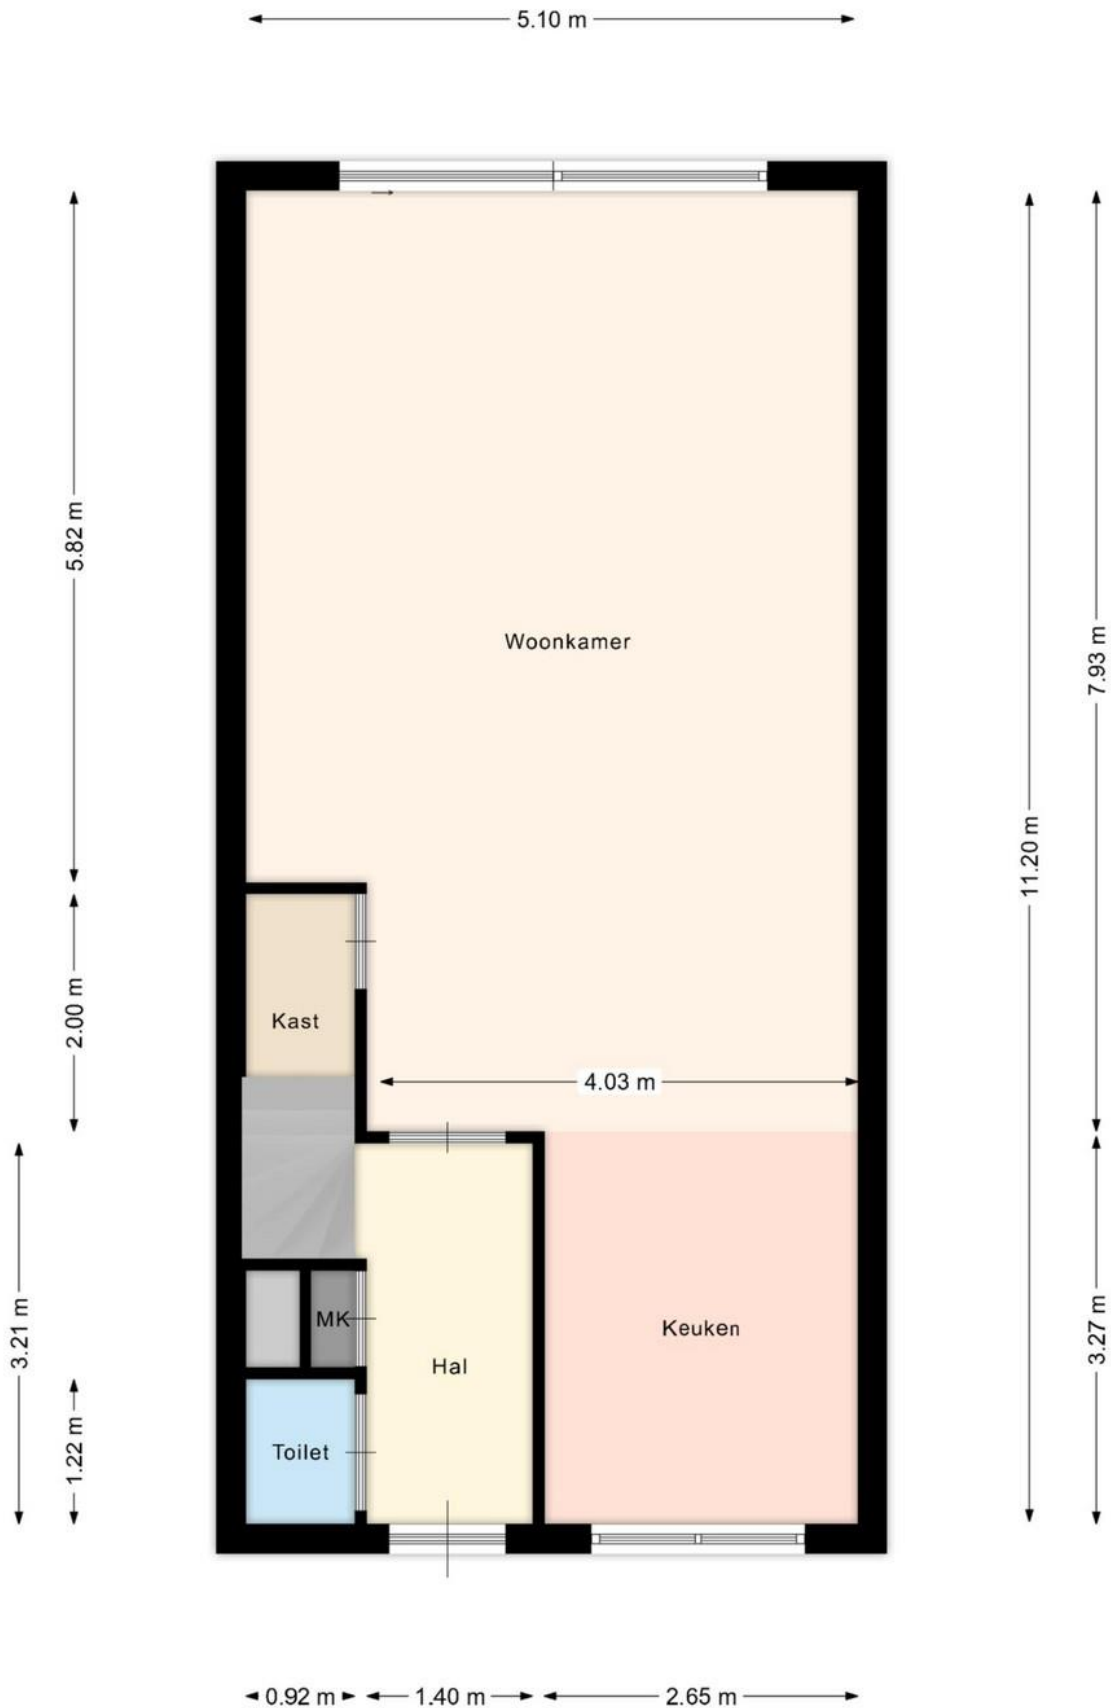 5.10 m
5.82 m
Woonkamer
7.93 m
11.20 m
2.00 m
Kast
4.03 m
3.21 m
MK
Keuken
3.27 m
Hal
1.22 m
Toilet
0.92 m
1.40 m
2.65 m